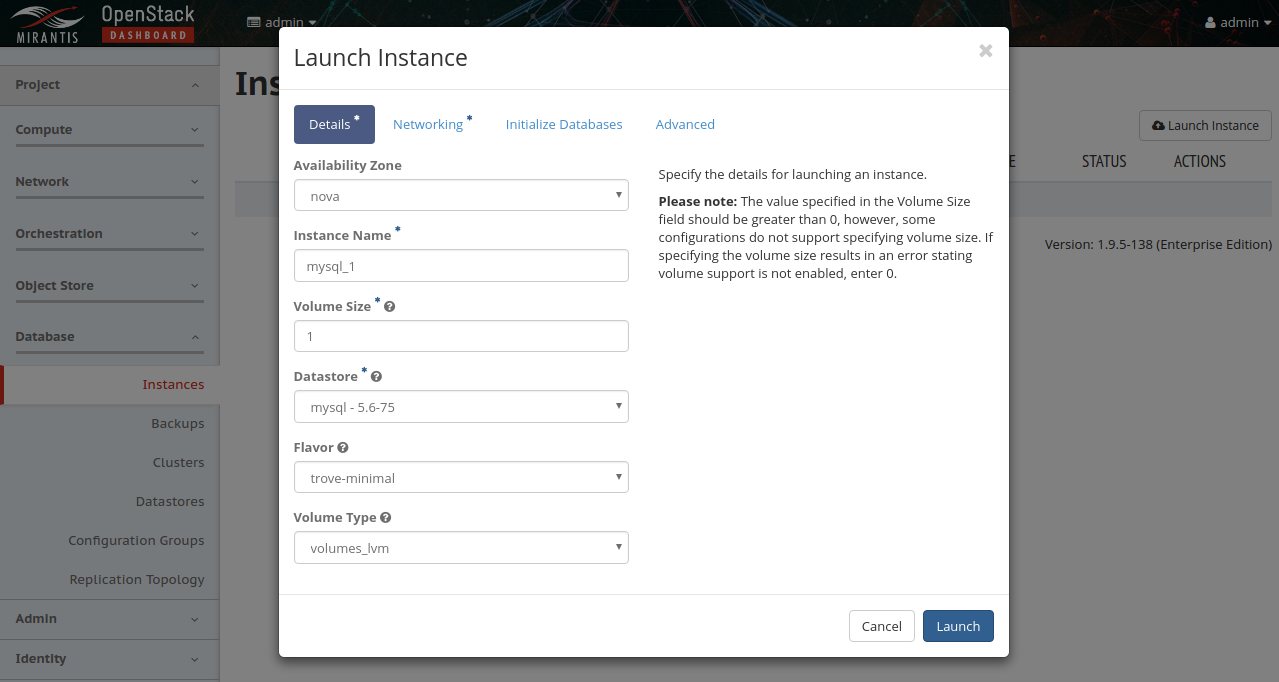 MIRANTIS
OpenStack
DASHBOARD
admin
admin
Project
Compute
Network
Orchestration
Object Store
Database
Instances
Backups
Clusters
Datastores
Configuration Groups
Replication Topology
Admin
Identity
Ins
Launch Instance
E STATUS ACTIONS
Version: 1.9.5-138 (Enterprise Edition)
Launch Instance
Details * Networking * Initialize Databases Advanced
Availability Zone
nova
Instance Name *
mysql_1
Volume Size *
1
Datastore *
mysql - 5.6-75
Flavor
trove-minimal
Volume Type
volumes_lvm
Specify the details for launching an instance.
Please note: The value specified in the Volume Size
field should be greater than 0, however, some
configurations do not support specifying volume size. If
specifying the volume size results in an error stating
volume support is not enabled, enter 0.
Cancel
Launch